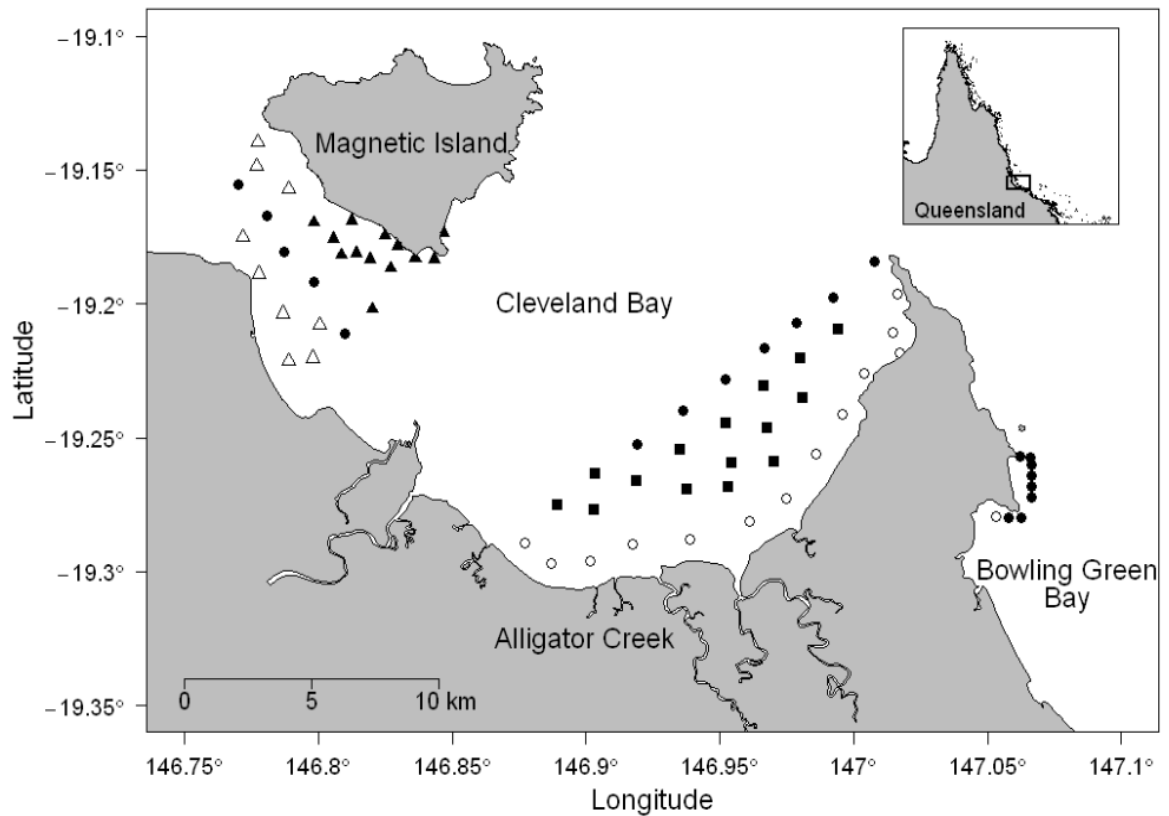 −19.1°
−19.15°
−19.2°
−19.25°
−19.3°
−19.35°
Latitude
Magnetic Island
Queensland
Cleveland Bay
Bowling Green
Bay
Alligator Creek
0 5 10 km
146.75° 146.8° 146.85° 146.9° 146.95° 147° 147.05° 147.1°
Longitude